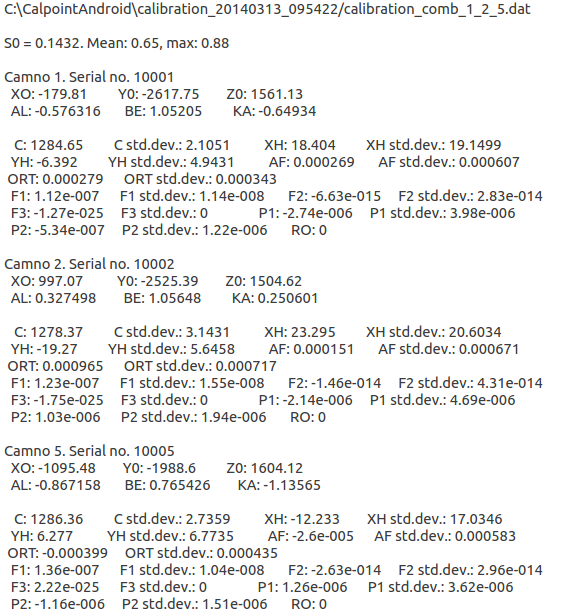 C:\CalpointAndroid\calibration_20140313_095422/calibration_comb_1_2_5.dat
S0 = 0.1432. Mean: 0.65, max: 0.88
Camno 1. Serial no. 10001
XO: -179.81 Y0: -2617.75 Z0: 1561.13
AL: -0.576316 BE: 1.05205 KA: -0.64934
C: 1284.65 C std.dev.: 2.1051 XH: 18.404 XH std.dev.: 19.1499
YH: -6.392 YH std.dev.: 4.9431 AF: 0.000269 AF std.dev.: 0.000607
ORT: 0.000279 ORT std.dev.: 0.000343
F1: 1.12e-007 F1 std.dev.: 1.14e-008 F2: -6.63e-015 F2 std.dev.: 2.83e-014
F3: -1.27e-025 F3 std.dev.: 0 P1: -2.74e-006 P1 std.dev.: 3.98e-006
P2: -5.34e-007 P2 std.dev.: 1.22e-006 RO: 0
Camno 2. Serial no. 10002
XO: 997.07 Y0: -2525.39 Z0: 1504.62
AL: 0.327498 BE: 1.05648 KA: 0.250601
C: 1278.37 C std.dev.: 3.1431 XH: 23.295 XH std.dev.: 20.6034
YH: -19.27 YH std.dev.: 5.6458 AF: 0.000151 AF std.dev.: 0.000671
ORT: 0.000965 ORT std.dev.: 0.000717
F1: 1.23e-007 F1 std.dev.: 1.55e-008 F2: -1.46e-014 F2 std.dev.: 4.31e-014
F3: -1.75e-025 F3 std.dev.: 0 P1: -2.14e-006 P1 std.dev.: 4.69e-006
P2: 1.03e-006 P2 std.dev.: 1.94e-006 RO: 0
Camno 5. Serial no. 10005
XO: -1095.48 Y0: -1988.6 Z0: 1604.12
AL: -0.867158 BE: 0.765426 KA: -1.13565
C: 1286.36 C std.dev.: 2.7359 XH: -12.233 XH std.dev.: 17.0346
YH: 6.277 YH std.dev.: 6.7735 AF: -2.6e-005 AF std.dev.: 0.000583
ORT: -0.000399 ORT std.dev.: 0.000435
F1: 1.36e-007 F1 std.dev.: 1.04e-008 F2: -2.63e-014 F2 std.dev.: 2.96e-014
F3: 2.22e-025 F3 std.dev.: 0 P1: 1.26e-006 P1 std.dev.: 3.62e-006
P2: -1.16e-006 P2 std.dev.: 1.51e-006 RO: 0